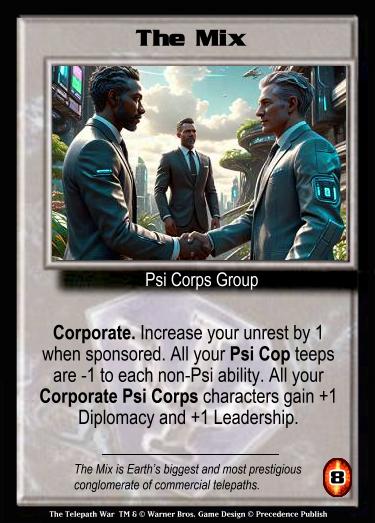 The Mix
Psi Corps Group
Corporate. Increase your unrest by 1
when sponsored. All your Psi Cop teeps
are -1 to each non-Psi ability. All your
Corporate Psi Corps characters gain +1
Diplomacy and +1 Leadership.
The Mix is Earth's biggest and most prestigious
conglomerate of commercial telepaths.
8
The Telepath War TM & © Warner Bros. Game Design © Precedence Publish